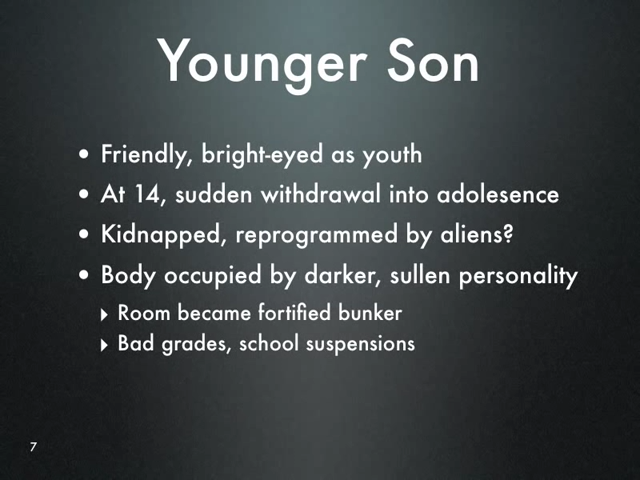 Younger Son
• Friendly, bright-eyed as youth
• At 14, sudden withdrawal into adolesence
• Kidnapped, reprogrammed by aliens?
• Body occupied by darker, sullen personality
‣ Room became fortified bunker
‣ Bad grades, school suspensions
7